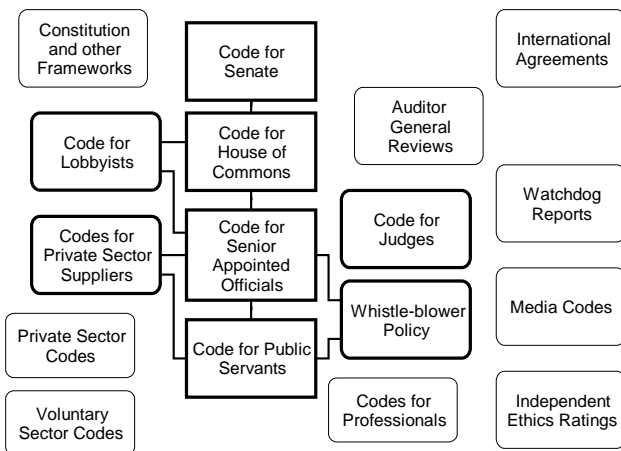 Constitution
and other
Frameworks
Code for
Senate
International
Agreements
Auditor
General
Reviews
Code for
Lobbyists
Code for
House of
Commons
Watchdog
Reports
Codes for
Private Sector
Suppliers
Code for
Senior
Appointed
Officials
Code for
Judges
Whistle-blower
Policy
Media Codes
Private Sector
Codes
Code for Public
Servants
Voluntary
Sector Codes
Codes for
Professionals
Independent
Ethics Ratings